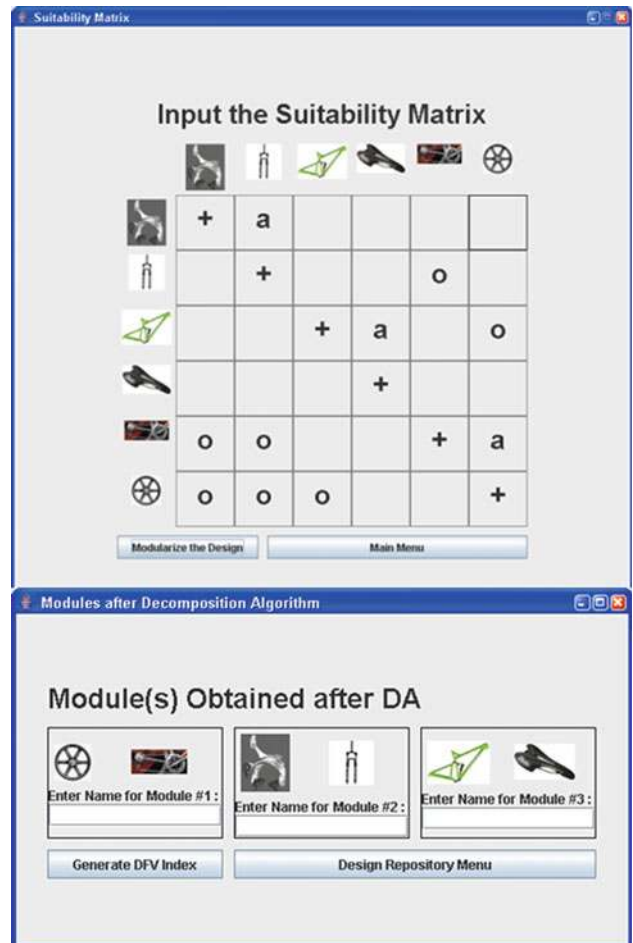 Suitability Matrix
Input the Suitability Matrix
+ a
+ o
+ a o
+
o o + a
o o o +
Modularize the Design Main Menu
Modules after Decomposition Algorithm
Module(s) Obtained after DA
Enter Name for Module #1 : Enter Name for Module #2 : Enter Name for Module #3 :
Generate DFV Index Design Repository Menu